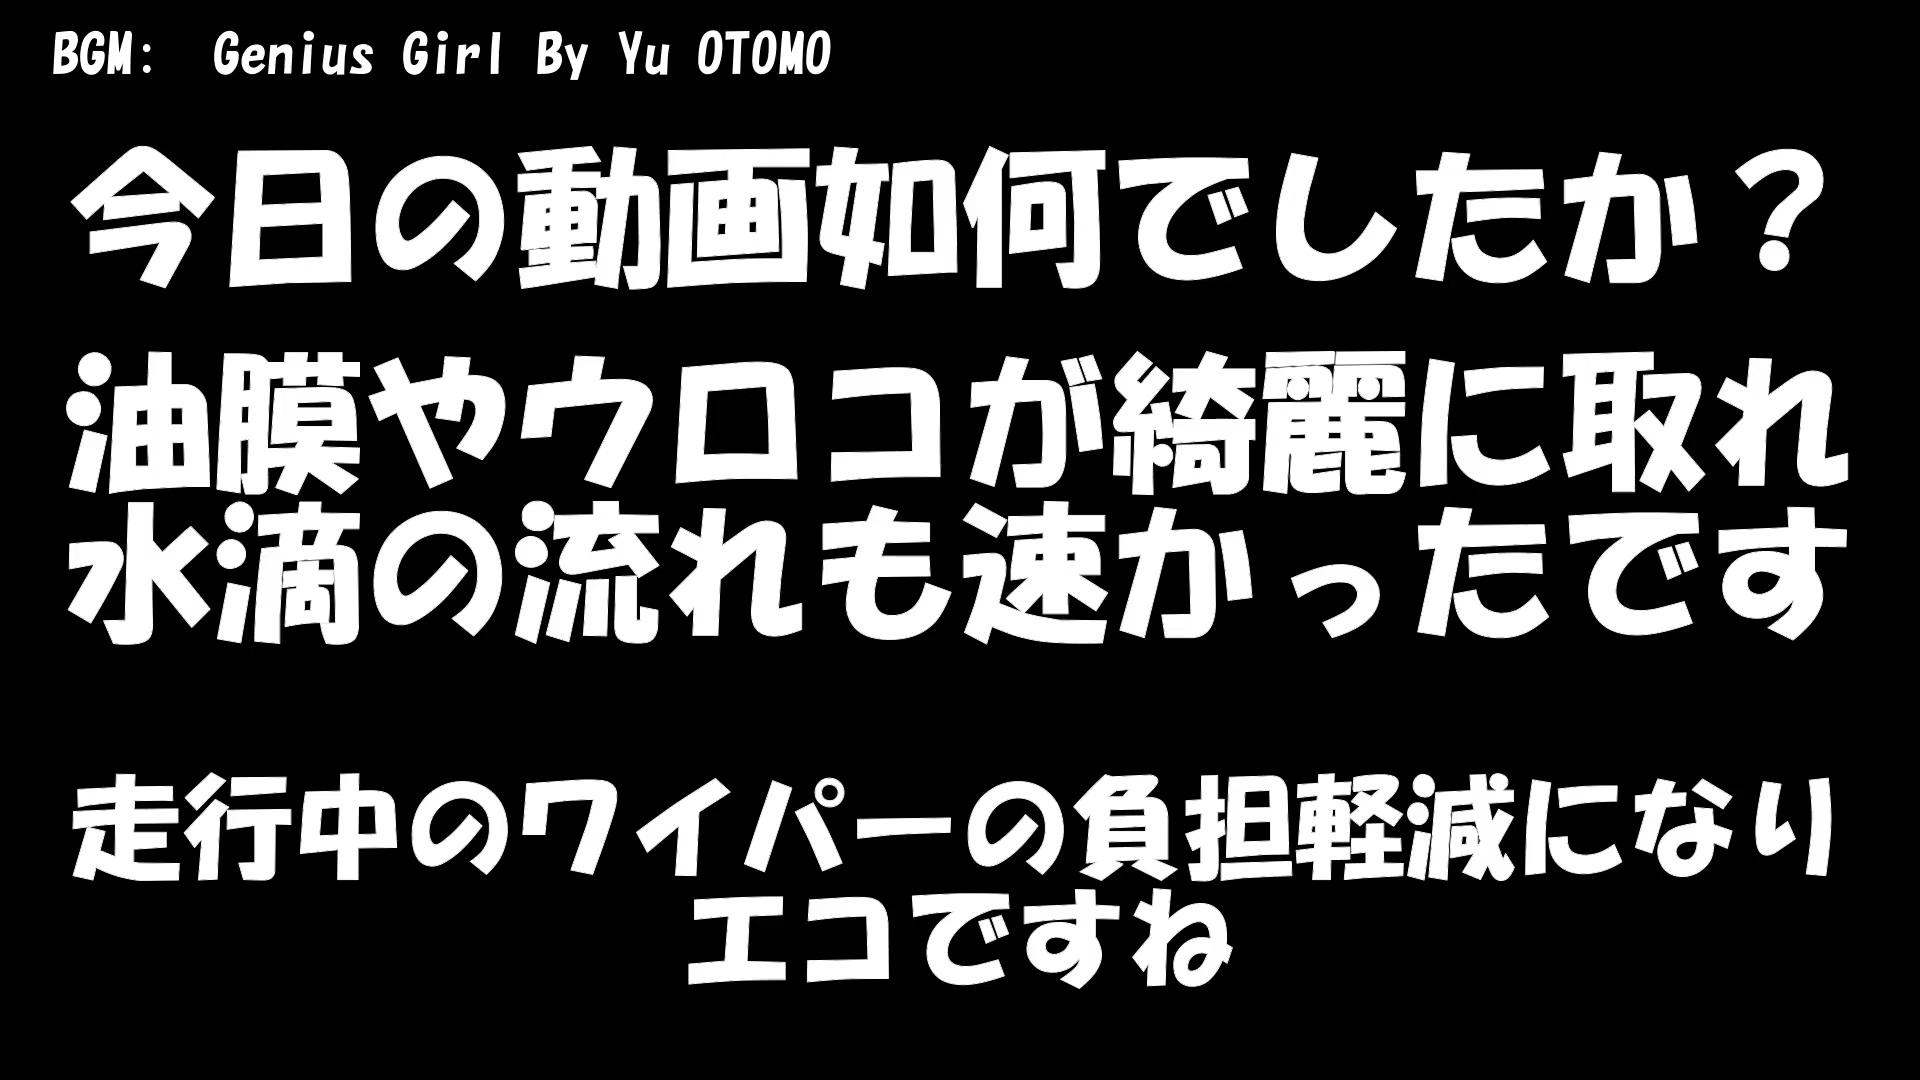 BGM:　Genius Girl By Yu OTOMO
今日の動画如何でしたか？
油膜やウロコが綺麗に取れ
水滴の流れも速かったです
走行中のワイパーの負担軽減になり
エコですね